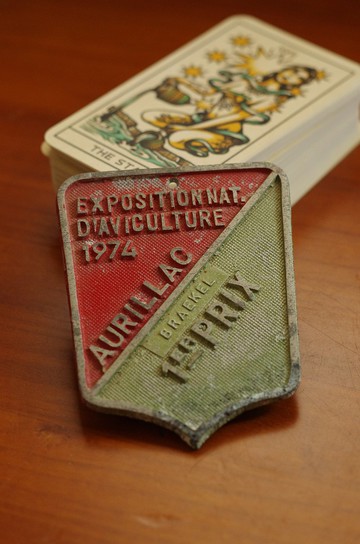 THE ST
EXPOSITION NAT.
D'AVICULTURE
1974
AURILLAC
BRAEKEL
1ER PRIX